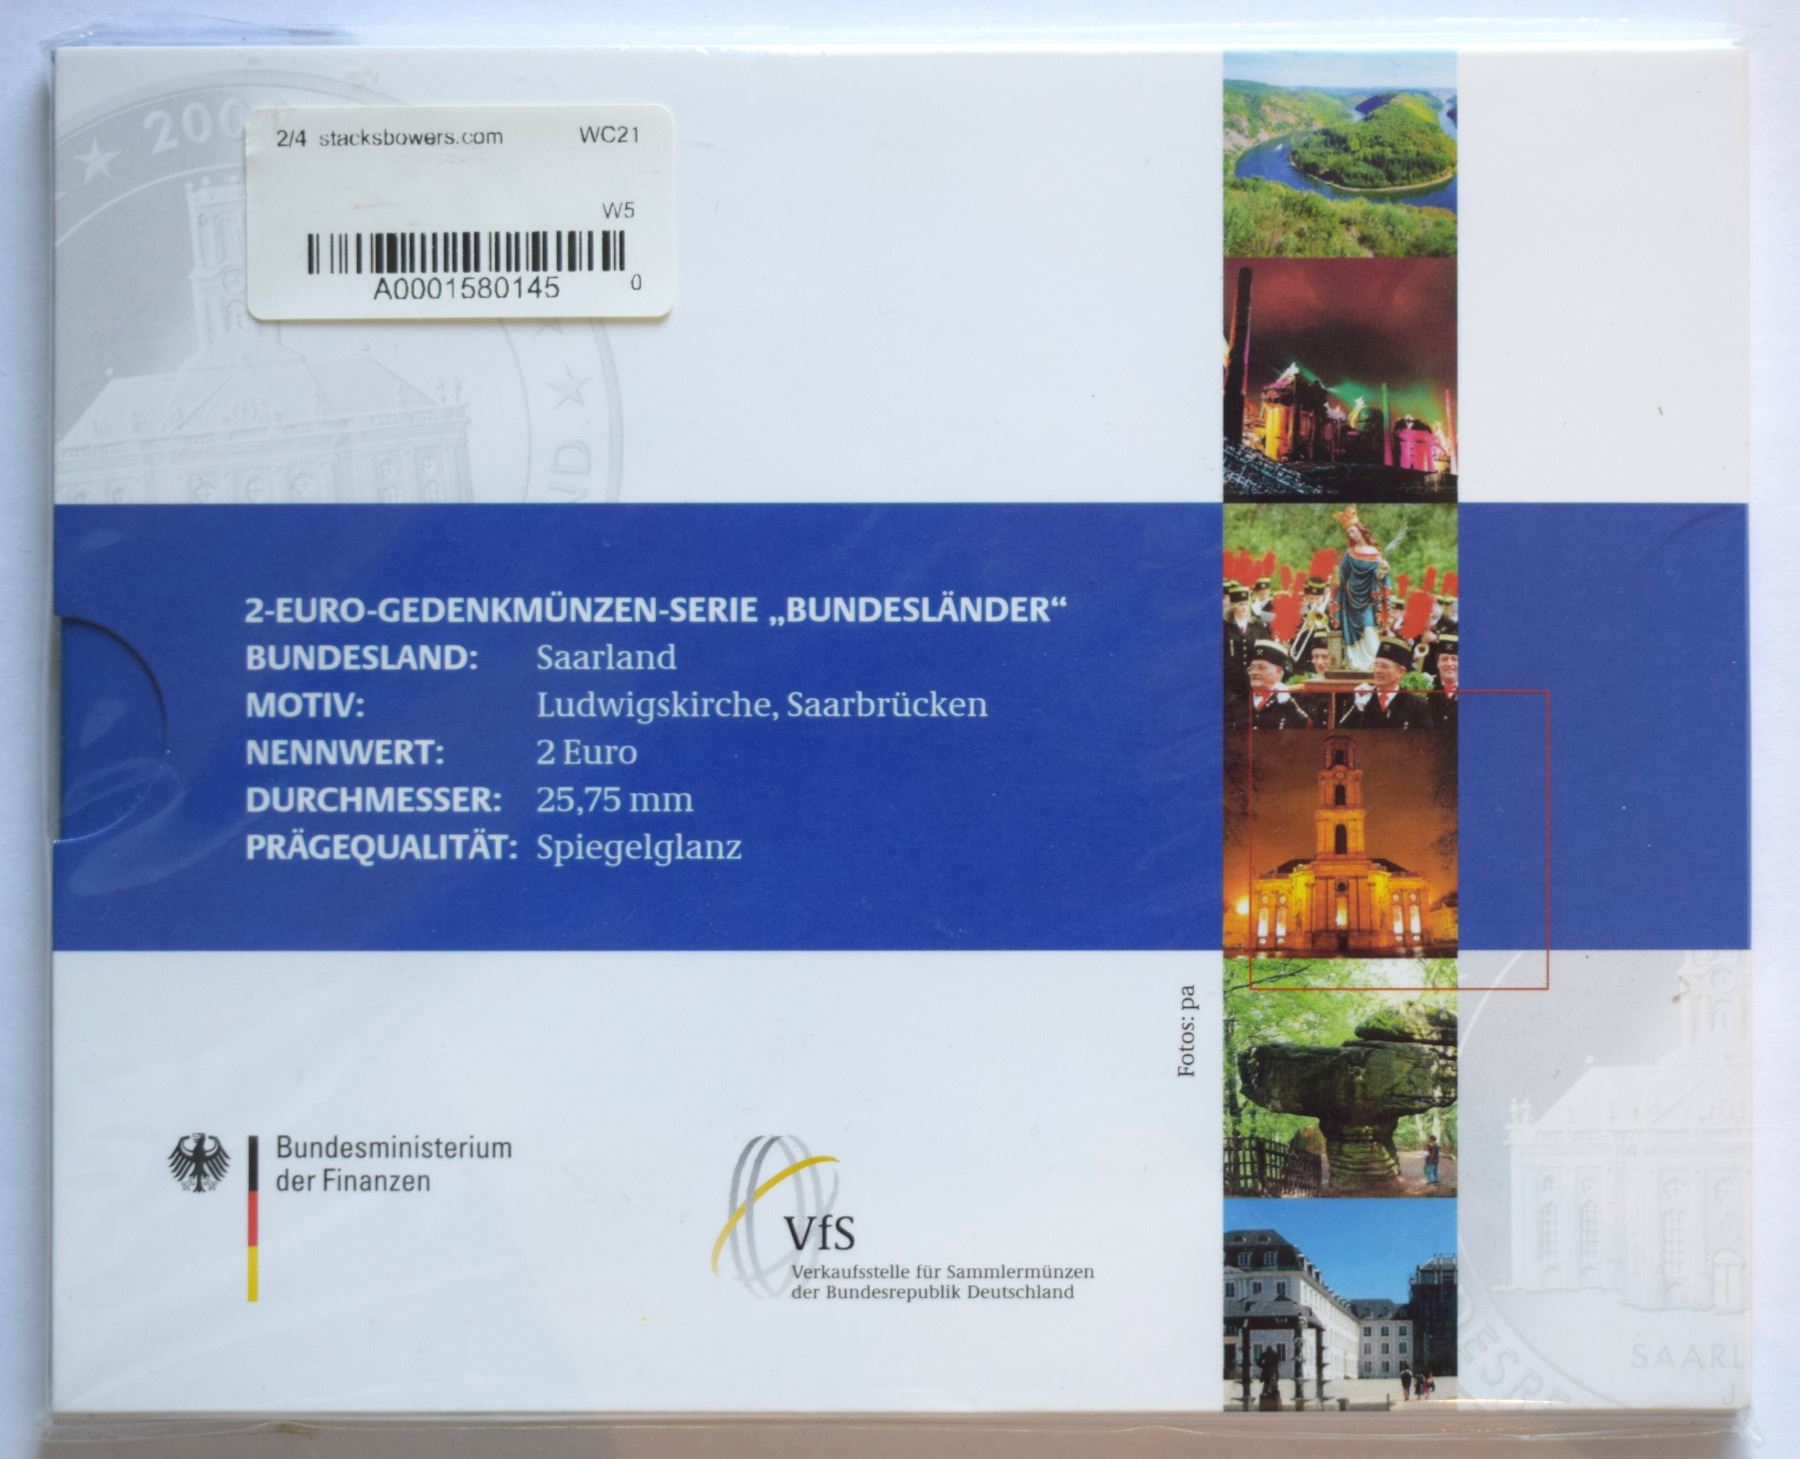 2/4 stacksbowers.com WC21
W5
A0001580145 0
2-EURO-GEDENKMÜNZEN-SERIE „BUNDESLÄNDER“
BUNDESLAND: Saarland
MOTIV: Ludwigskirche, Saarbrücken
NENNWERT: 2 Euro
DURCHMESSER: 25,75 mm
PRÄGEQUALITÄT: Spiegelglanz
Fotos: pa
Bundesministerium
der Finanzen
VfS
Verkaufsstelle für Sammlermünzen
der Bundesrepublik Deutschland
SAARL
J